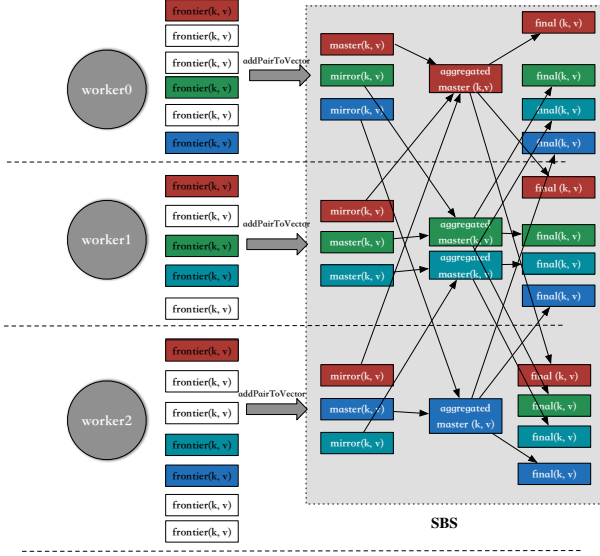 frontier(k, v)
frontier(k, v)
frontier(k, v)
frontier(k, v)
frontier(k, v)
frontier(k, v)
worker0
addPairToVector
master(k, v)
mirror(k, v)
mirror(k, v)
aggregated
master (k,v)
final (k, v)
final(k, v)
final(k, v)
final(k, v)
frontier(k, v)
frontier(k, v)
frontier(k, v)
frontier(k, v)
frontier(k, v)
worker1
addPairToVector
mirror(k, v)
master(k, v)
master(k, v)
aggregated
master(k, v)
aggregated
master(k, v)
final (k, v)
final(k, v)
final(k, v)
final(k, v)
frontier(k, v)
frontier(k, v)
frontier(k, v)
frontier(k, v)
frontier(k, v)
frontier(k, v)
frontier(k, v)
worker2
addPairToVector
mirror(k, v)
master(k, v)
mirror(k, v)
aggregated
master (k, v)
final (k, v)
final(k, v)
final(k, v)
final(k, v)
SBS